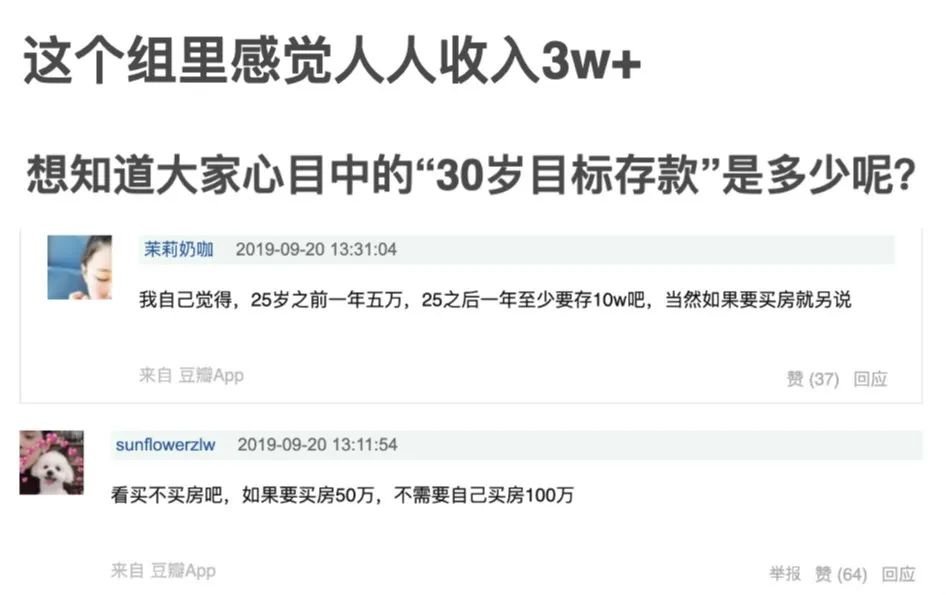 这个组里感觉人人收入3w+
想知道大家心目中的“30岁目标存款”是多少呢?
茉莉奶咖 2019-09-20 13:31:04
我自己觉得，25岁之前一年五万，25之后一年至少要存10w吧，当然如果要买房就另说
来自 豆瓣App 赞 (37) 回应
sunflowerzlw 2019-09-20 13:11:54
看买不买房吧，如果要买房50万，不需要自己买房100万
来自 豆瓣App 举报 赞 (64) 回应